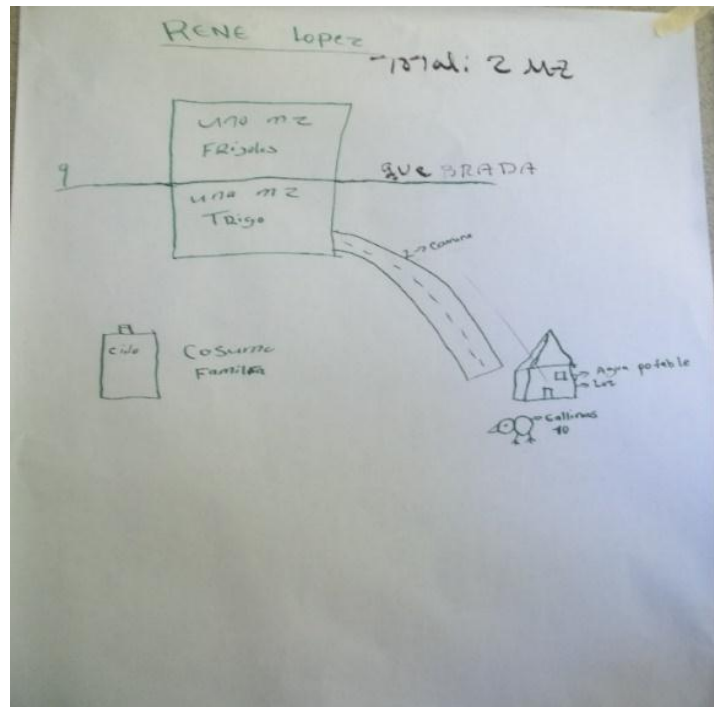 RENE Lopez
Total: 2 MZ
una mz
FRijoles
q
queBRADA
una mz
TRigo
Camino
Cilo
Cosumo
Familia
Agua potable
Luz
Gallinas
10